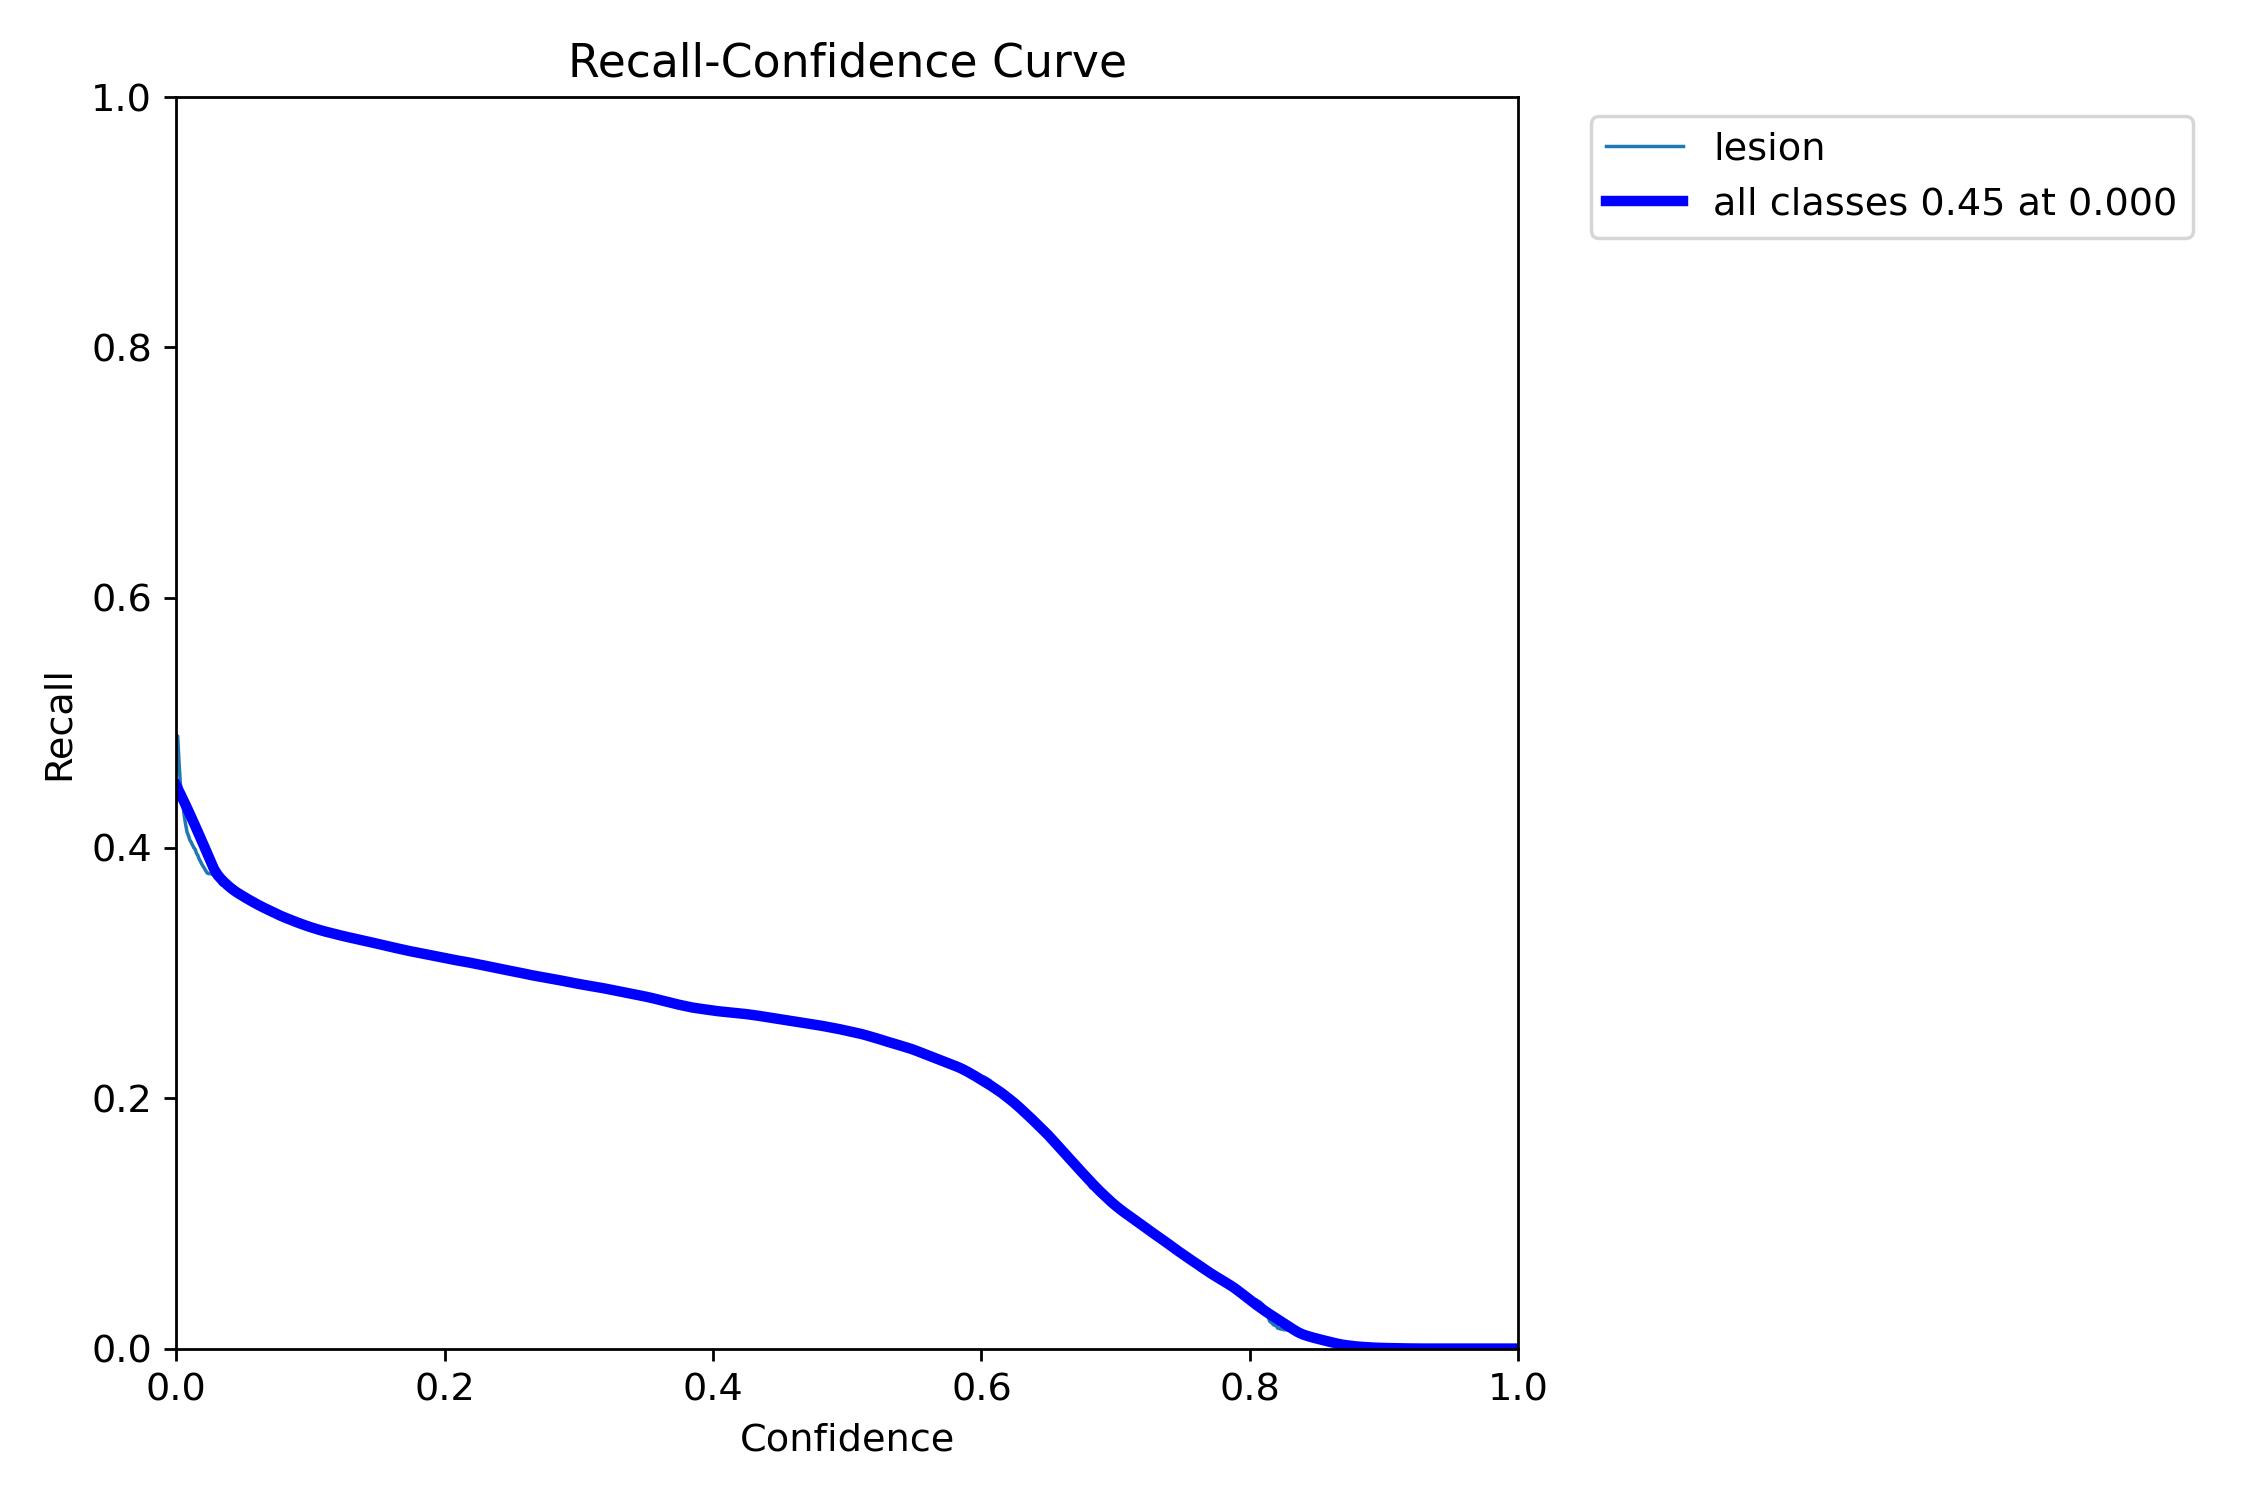 Recall-Confidence Curve
1.0
0.8
0.6
0.4
0.2
0.0
Recall
0.0 0.2 0.4 0.6 0.8 1.0
Confidence
lesion
all classes 0.45 at 0.000